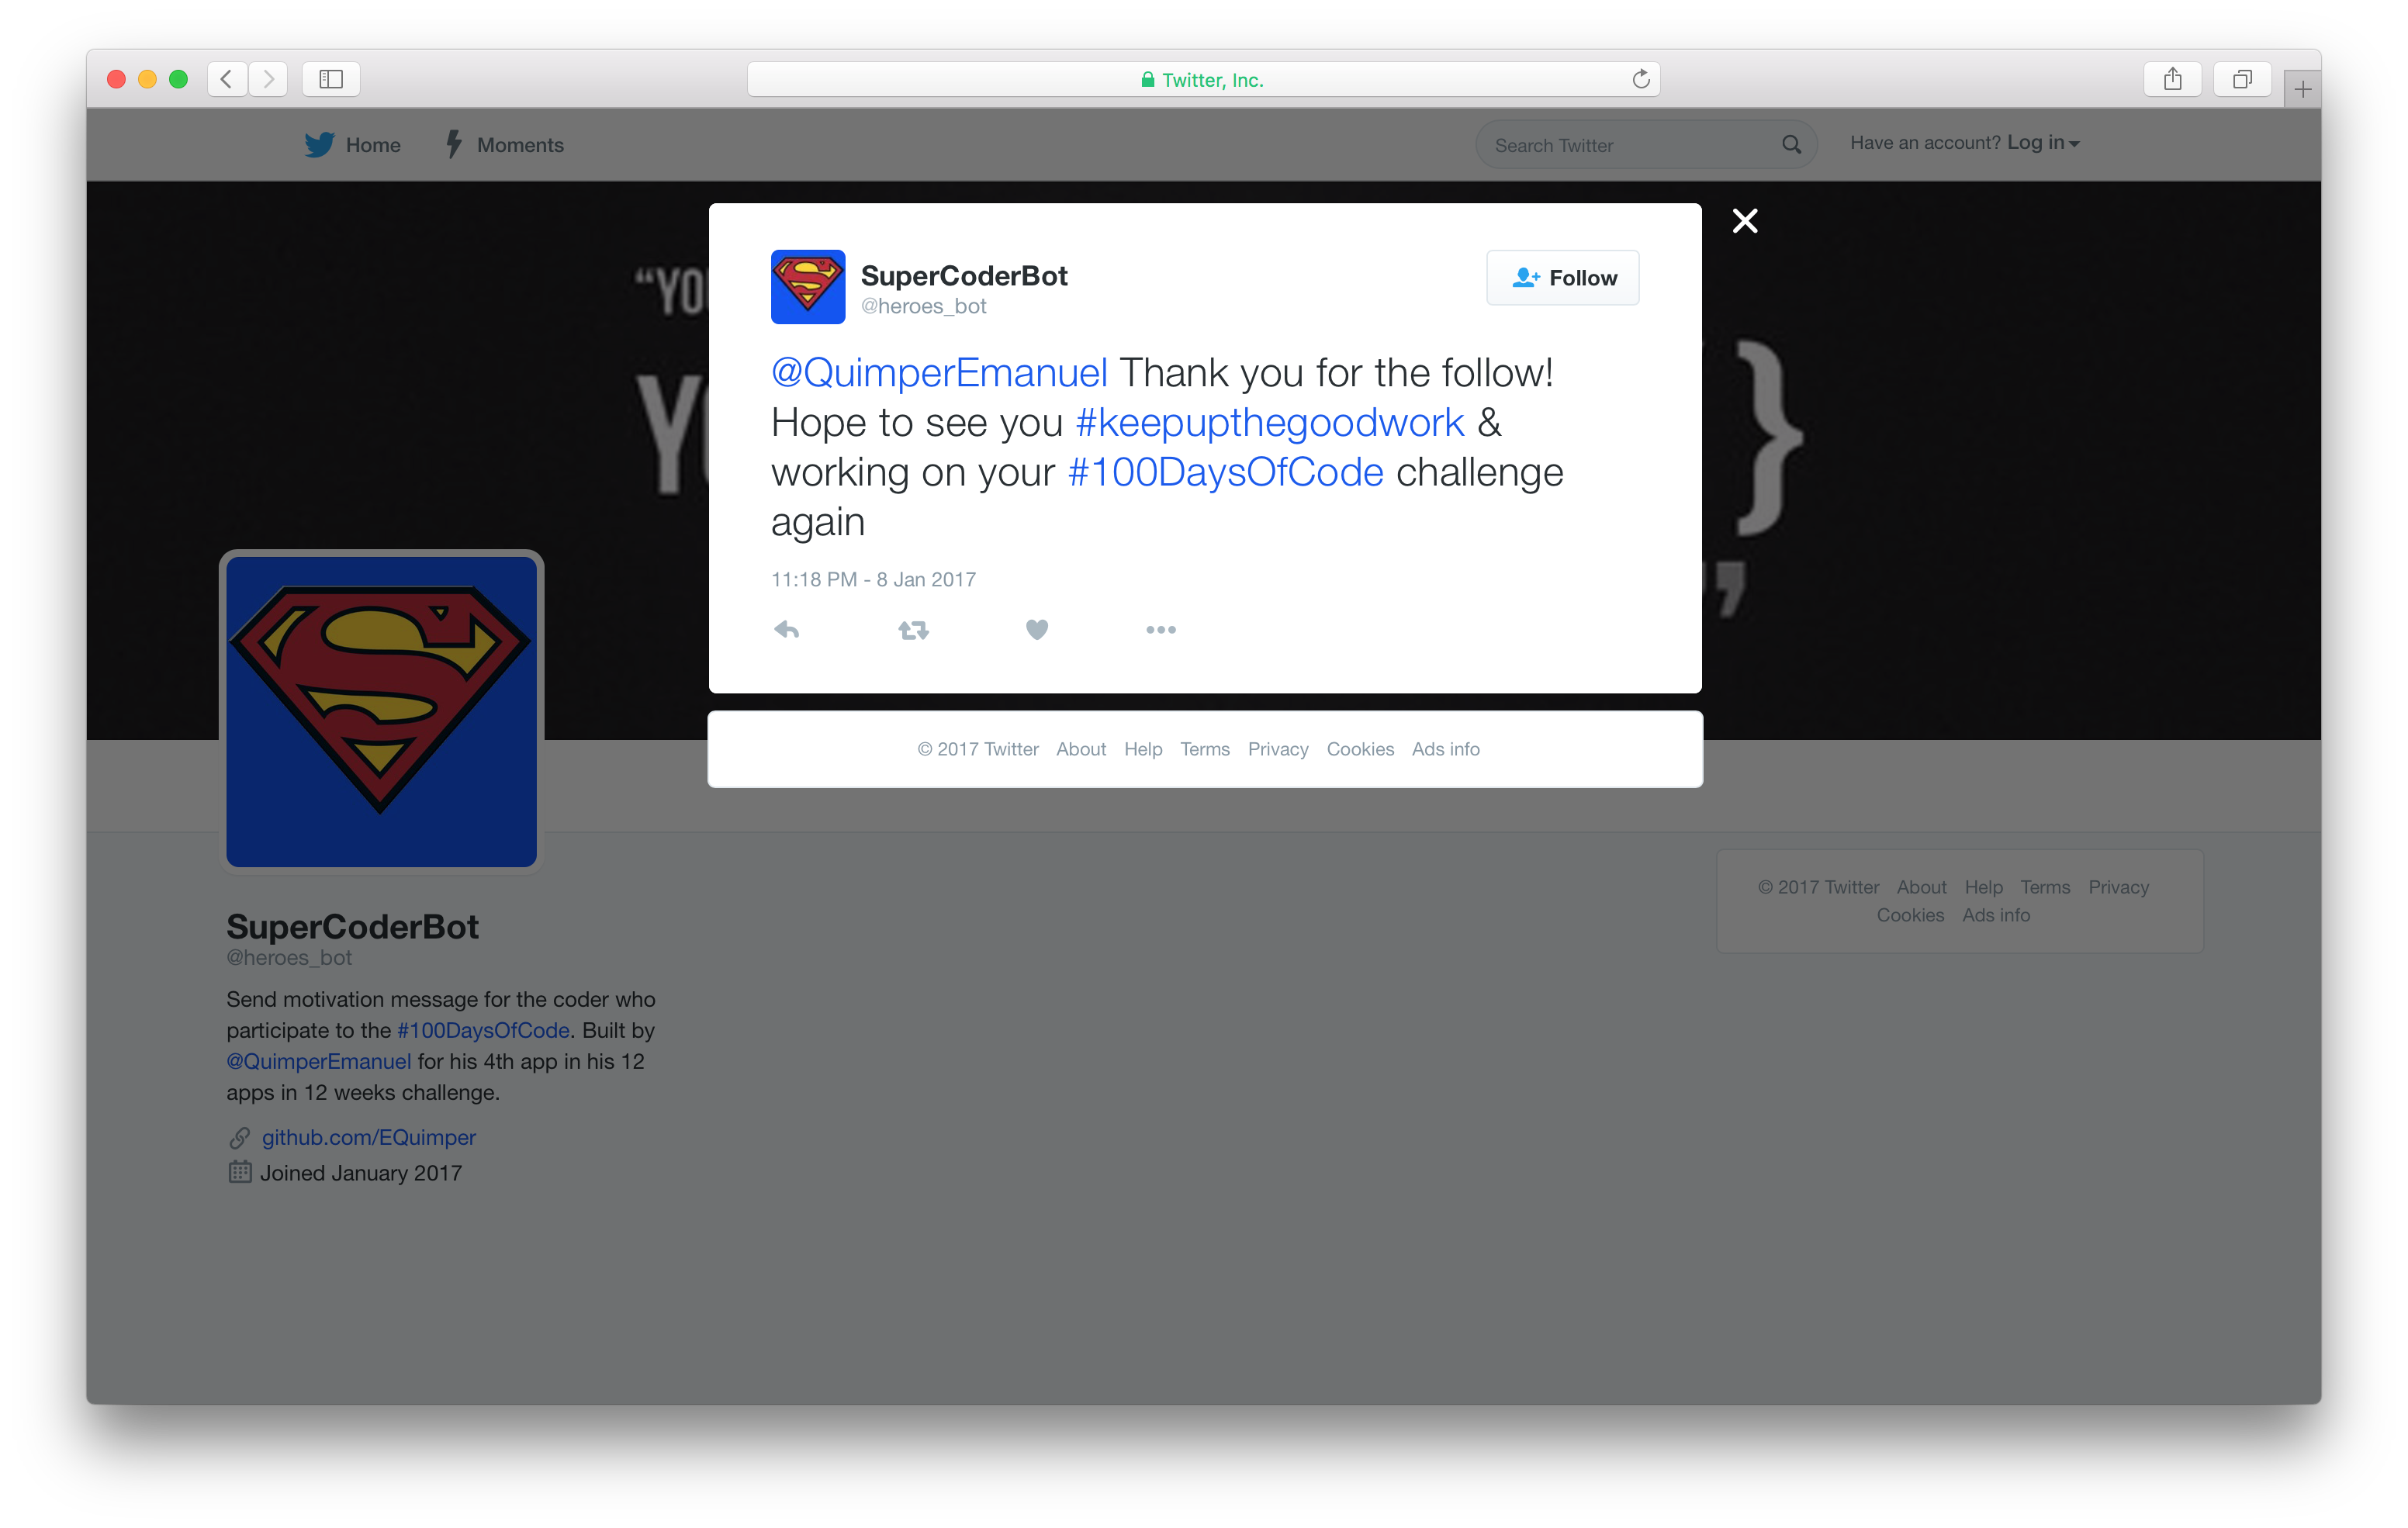 Twitter, Inc.
Home Moments Search Twitter Have an account? Log in
SuperCoderBot
@heroes_bot
Follow
@QuimperEmanuel Thank you for the follow!
Hope to see you #keepupthegoodwork &
working on your #100DaysOfCode challenge
again
11:18 PM - 8 Jan 2017
© 2017 Twitter About Help Terms Privacy Cookies Ads info
SuperCoderBot
@heroes_bot
Send motivation message for the coder who
participate to the #100DaysOfCode. Built by
@QuimperEmanuel for his 4th app in his 12
apps in 12 weeks challenge.
github.com/EQuimper
Joined January 2017
© 2017 Twitter About Help Terms Privacy
Cookies Ads info